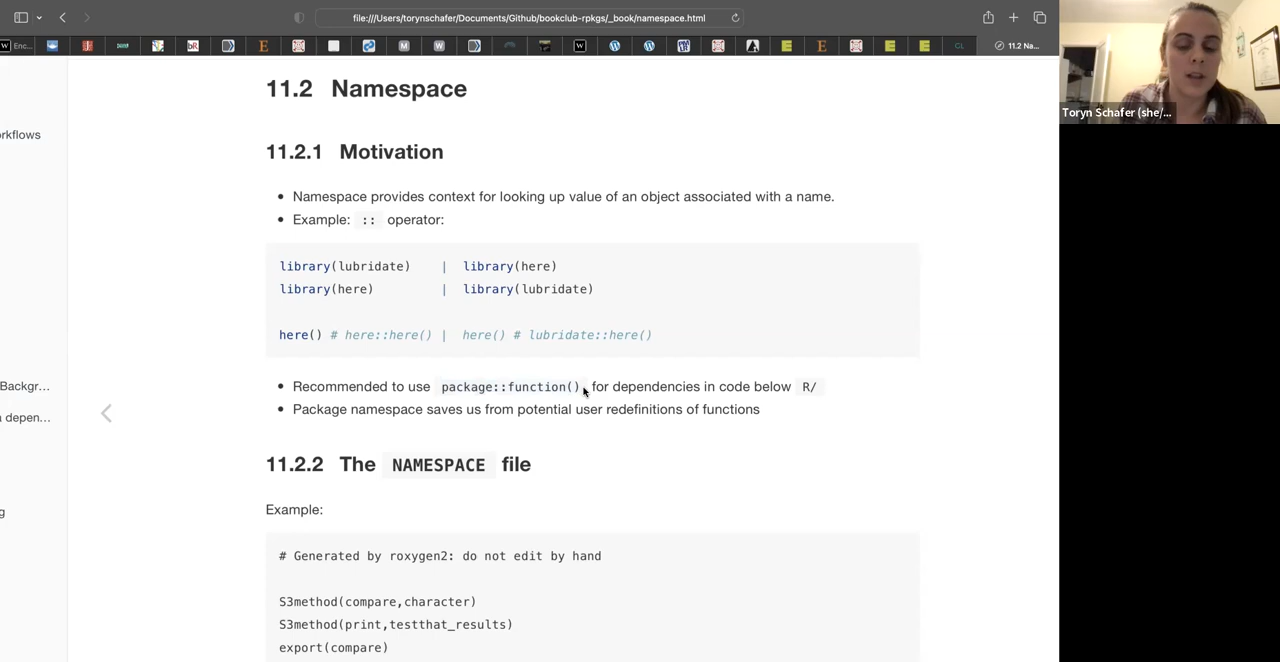 file:///Users/torynschafer/Documents/Github/bookclub-rpkgs/_book/namespace.html
W Enc...
11.2 Na...
Toryn Schafer (she/...
orkflows
Backgr...
a depen...
g
11.2 Namespace
11.2.1 Motivation
• Namespace provides context for looking up value of an object associated with a name.
• Example: :: operator:
library(lubridate) | library(here)
library(here) | library(lubridate)
here() # here::here() | here() # lubridate::here()
• Recommended to use package::function() for dependencies in code below R/
• Package namespace saves us from potential user redefinitions of functions
11.2.2 The NAMESPACE file
Example:
# Generated by roxygen2: do not edit by hand
S3method(compare,character)
S3method(print,testthat_results)
export(compare)